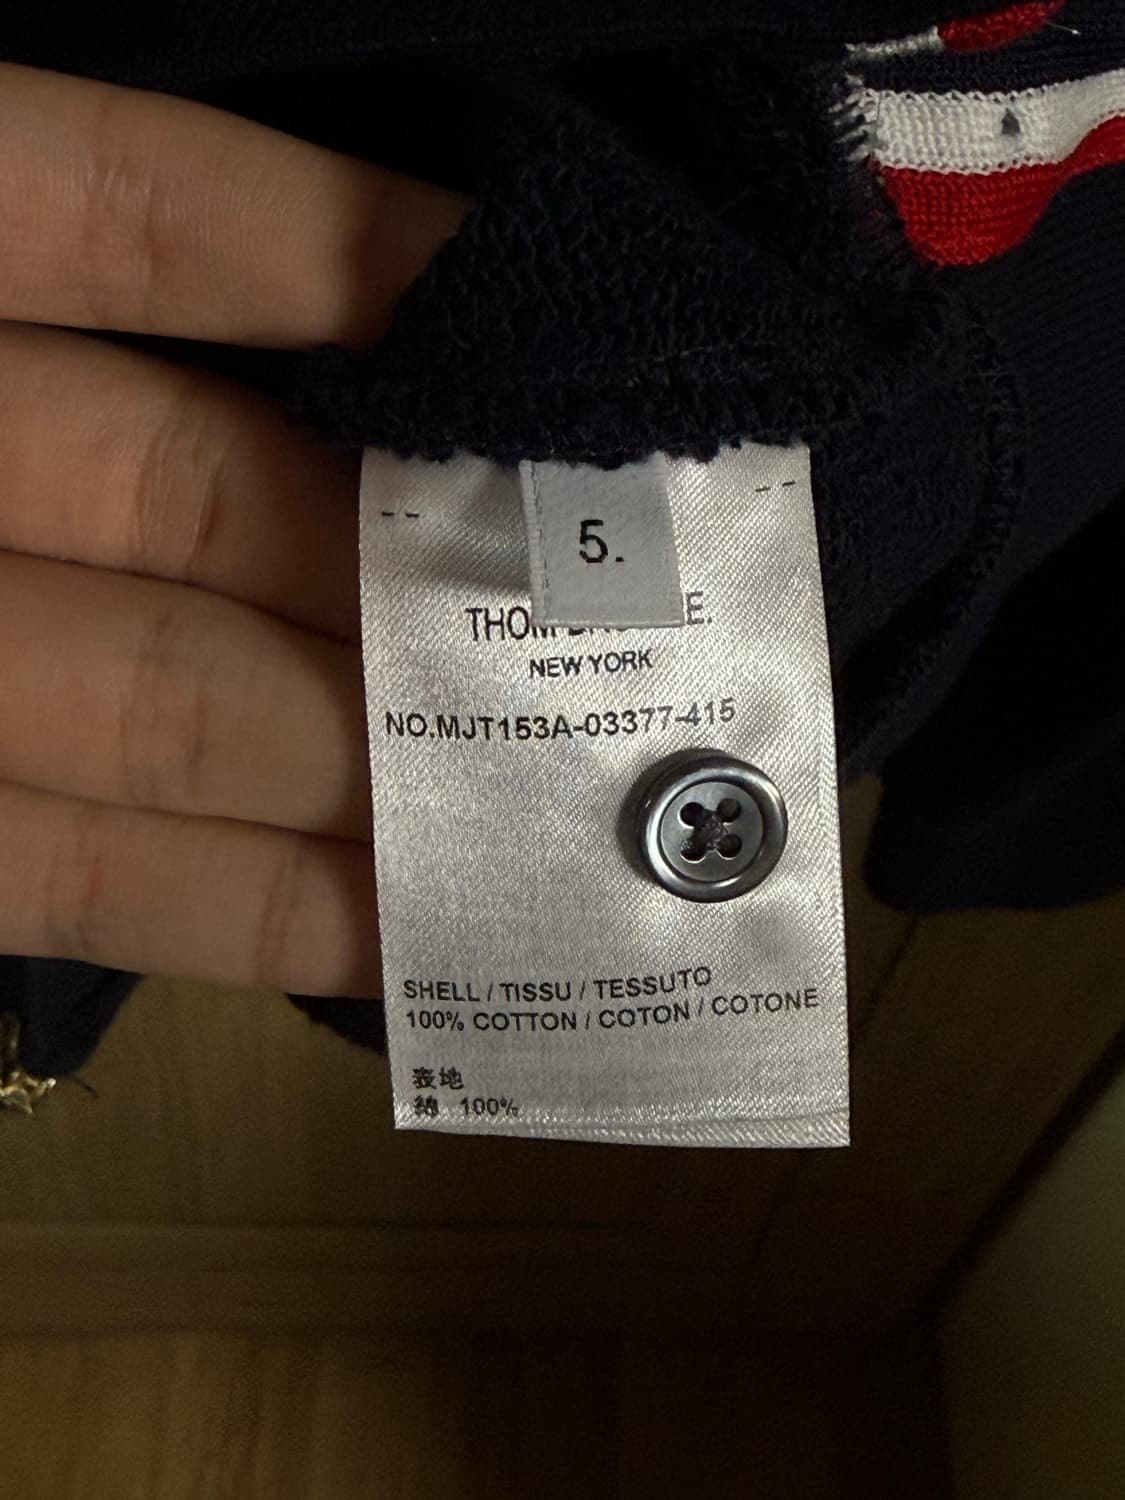 5.
THOM BROWNE.
NEW YORK
NO.MJT153A-03377-415
SHELL / TISSU / TESSUTO
100% COTTON / COTON / COTONE
表地
綿 100%